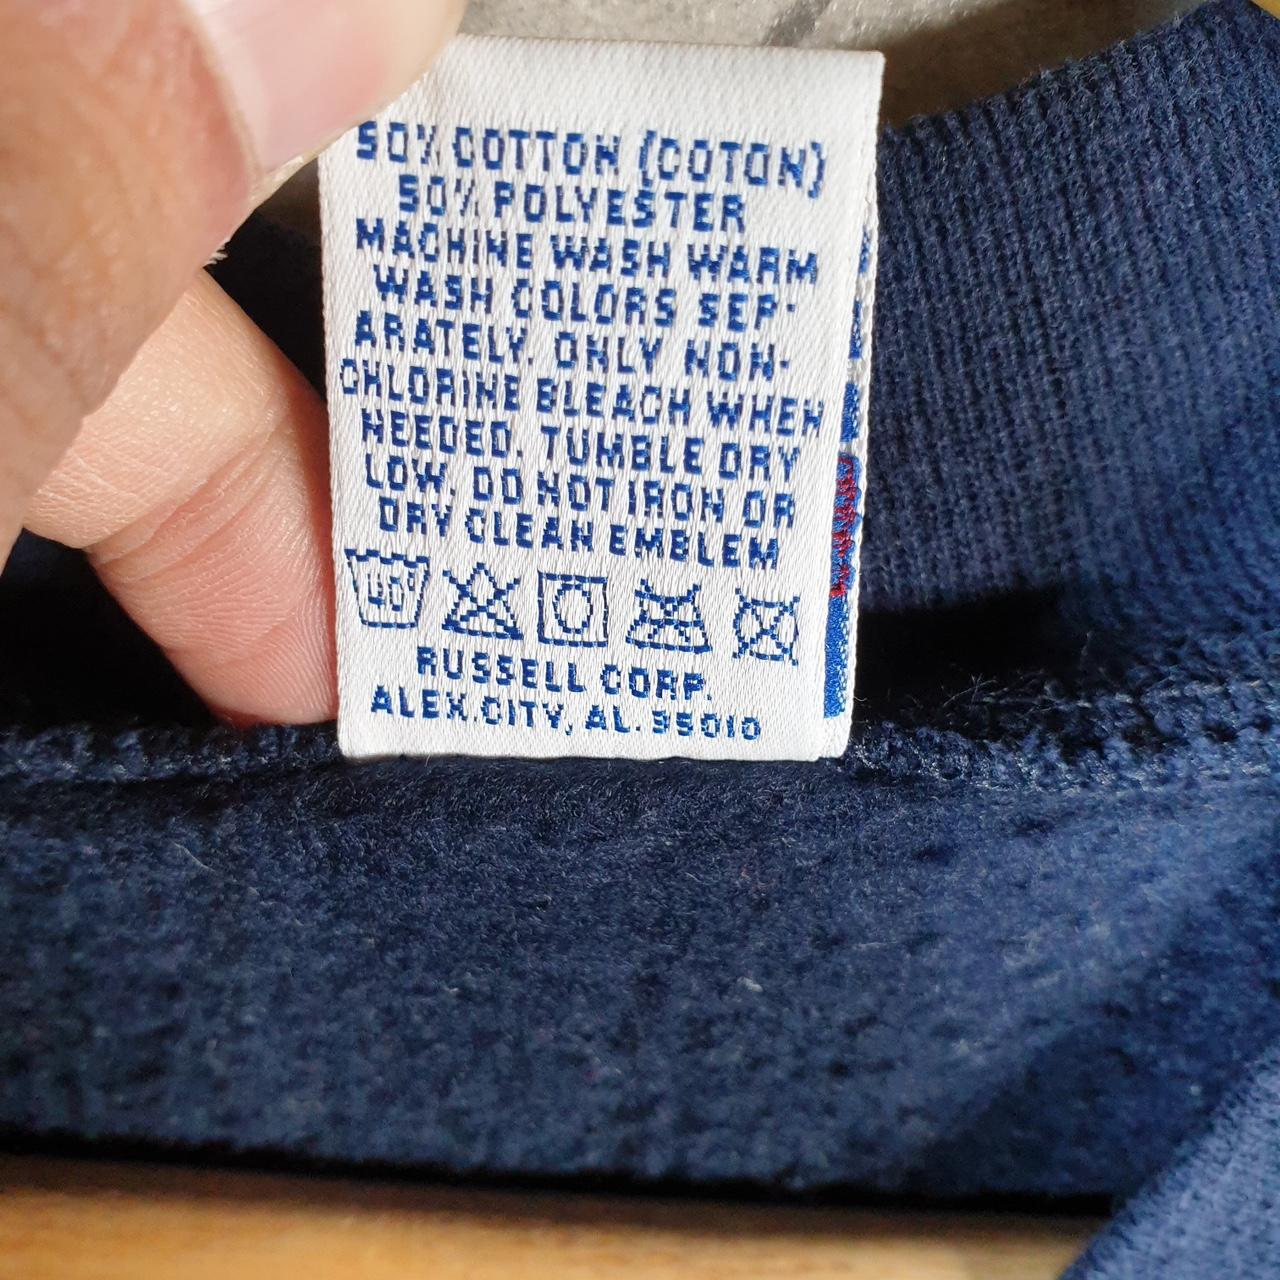 50% COTTON (COTON)
50% POLYESTER
MACHINE WASH WARM
WASH COLORS SEP-
ARATELY. ONLY NON-
CHLORINE BLEACH WHEN
NEEDED. TUMBLE DRY
LOW. DO NOT IRON OR
DRY CLEAN EMBLEM
40°
RUSSELL CORP.
ALEX.CITY, AL. 35010